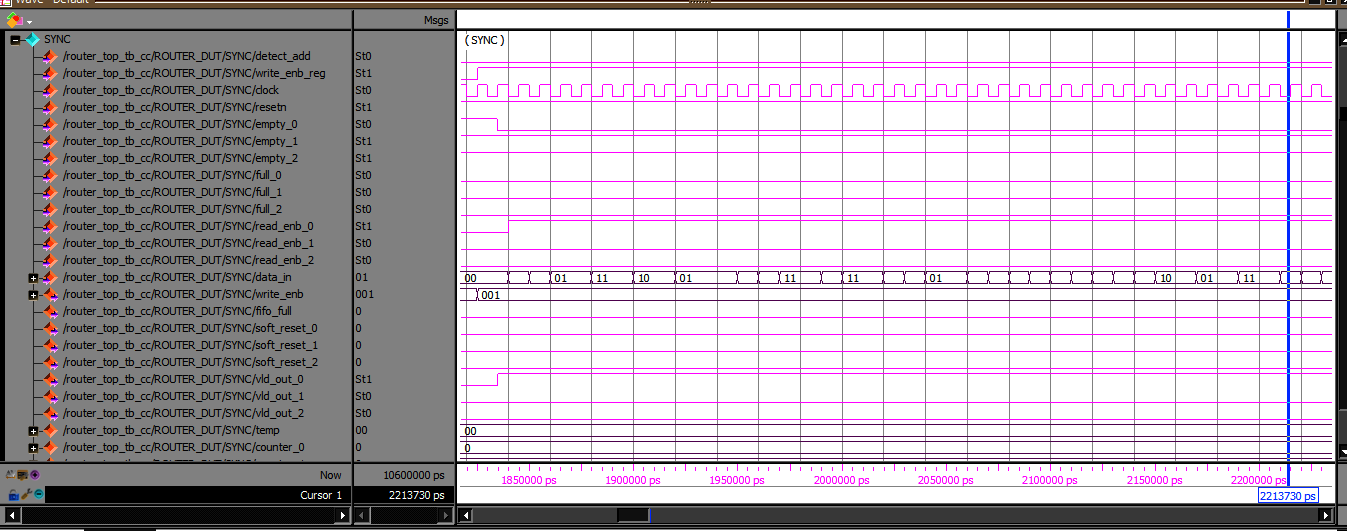 Wave - Default
Msgs
SYNC
( SYNC )
/router_top_tb_cc/ROUTER_DUT/SYNC/detect_add St0
/router_top_tb_cc/ROUTER_DUT/SYNC/write_enb_reg St1
/router_top_tb_cc/ROUTER_DUT/SYNC/clock St0
/router_top_tb_cc/ROUTER_DUT/SYNC/resetn St1
/router_top_tb_cc/ROUTER_DUT/SYNC/empty_0 St0
/router_top_tb_cc/ROUTER_DUT/SYNC/empty_1 St1
/router_top_tb_cc/ROUTER_DUT/SYNC/empty_2 St1
/router_top_tb_cc/ROUTER_DUT/SYNC/full_0 St0
/router_top_tb_cc/ROUTER_DUT/SYNC/full_1 St0
/router_top_tb_cc/ROUTER_DUT/SYNC/full_2 St0
/router_top_tb_cc/ROUTER_DUT/SYNC/read_enb_0 St1
/router_top_tb_cc/ROUTER_DUT/SYNC/read_enb_1 St0
/router_top_tb_cc/ROUTER_DUT/SYNC/read_enb_2 St0
/router_top_tb_cc/ROUTER_DUT/SYNC/data_in 01 00 01 11 10 01 11 11 01 10 01 11
/router_top_tb_cc/ROUTER_DUT/SYNC/write_enb 001 001
/router_top_tb_cc/ROUTER_DUT/SYNC/fifo_full 0
/router_top_tb_cc/ROUTER_DUT/SYNC/soft_reset_0 0
/router_top_tb_cc/ROUTER_DUT/SYNC/soft_reset_1 0
/router_top_tb_cc/ROUTER_DUT/SYNC/soft_reset_2 0
/router_top_tb_cc/ROUTER_DUT/SYNC/vld_out_0 St1
/router_top_tb_cc/ROUTER_DUT/SYNC/vld_out_1 St0
/router_top_tb_cc/ROUTER_DUT/SYNC/vld_out_2 St0
/router_top_tb_cc/ROUTER_DUT/SYNC/temp 00 00
/router_top_tb_cc/ROUTER_DUT/SYNC/counter_0 0 0
Now 10600000 ps 1850000 ps 1900000 ps 1950000 ps 2000000 ps 2050000 ps 2100000 ps 2150000 ps 2200000 ps
Cursor 1 2213730 ps 2213730 ps